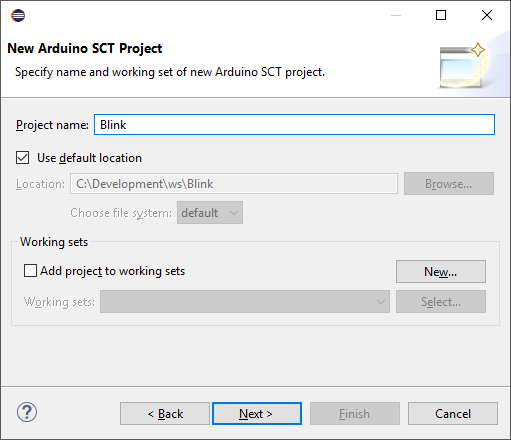 New Arduino SCT Project
Specify name and working set of new Arduino SCT project.
Project name: Blink
Use default location
Location: C:\Development\ws\Blink Browse...
Choose file system: default
Working sets
Add project to working sets New...
Working sets: Select...
? < Back Next > Finish Cancel